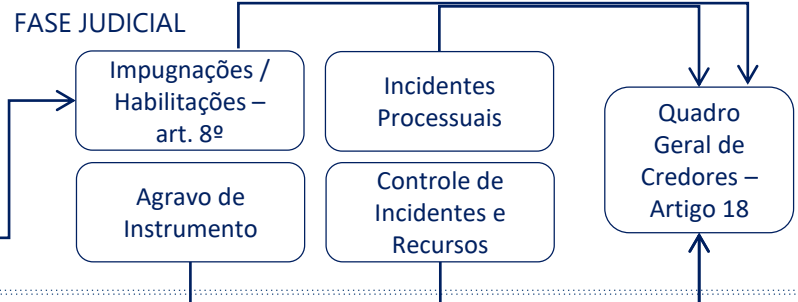 FASE JUDICIAL
Impugnações /
Habilitações –
art. 8º
Incidentes
Processuais
Agravo de
Instrumento
Controle de
Incidentes e
Recursos
Quadro
Geral de
Credores –
Artigo 18